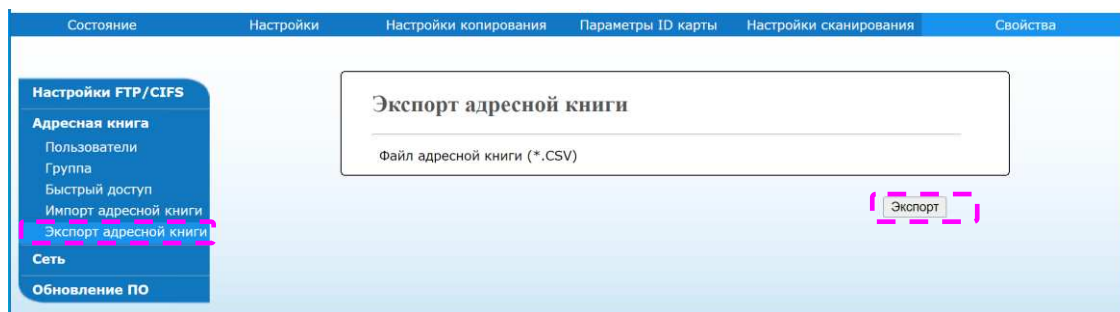 Состояние Настройки Настройки копирования Параметры ID карты Настройки сканирования Свойства
Настройки FTP/CIFS
Адресная книга
Пользователи
Группа
Быстрый доступ
Импорт адресной книги
Экспорт адресной книги
Сеть
Обновление ПО
Экспорт адресной книги
Файл адресной книги (*.CSV)
Экспорт